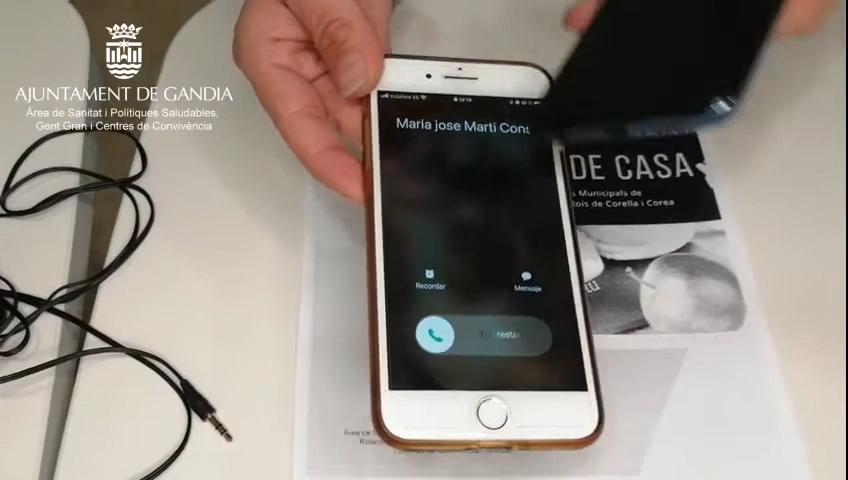 AJUNTAMENT DE GANDIA
Àrea de Sanitat i Polítiques Saludables,
Gent Gran i Centres de Convivència
Maria jose Marti Cons
Recordar
Mensaje
DE CASA
s Municipals de
Rois de Corella i Corea